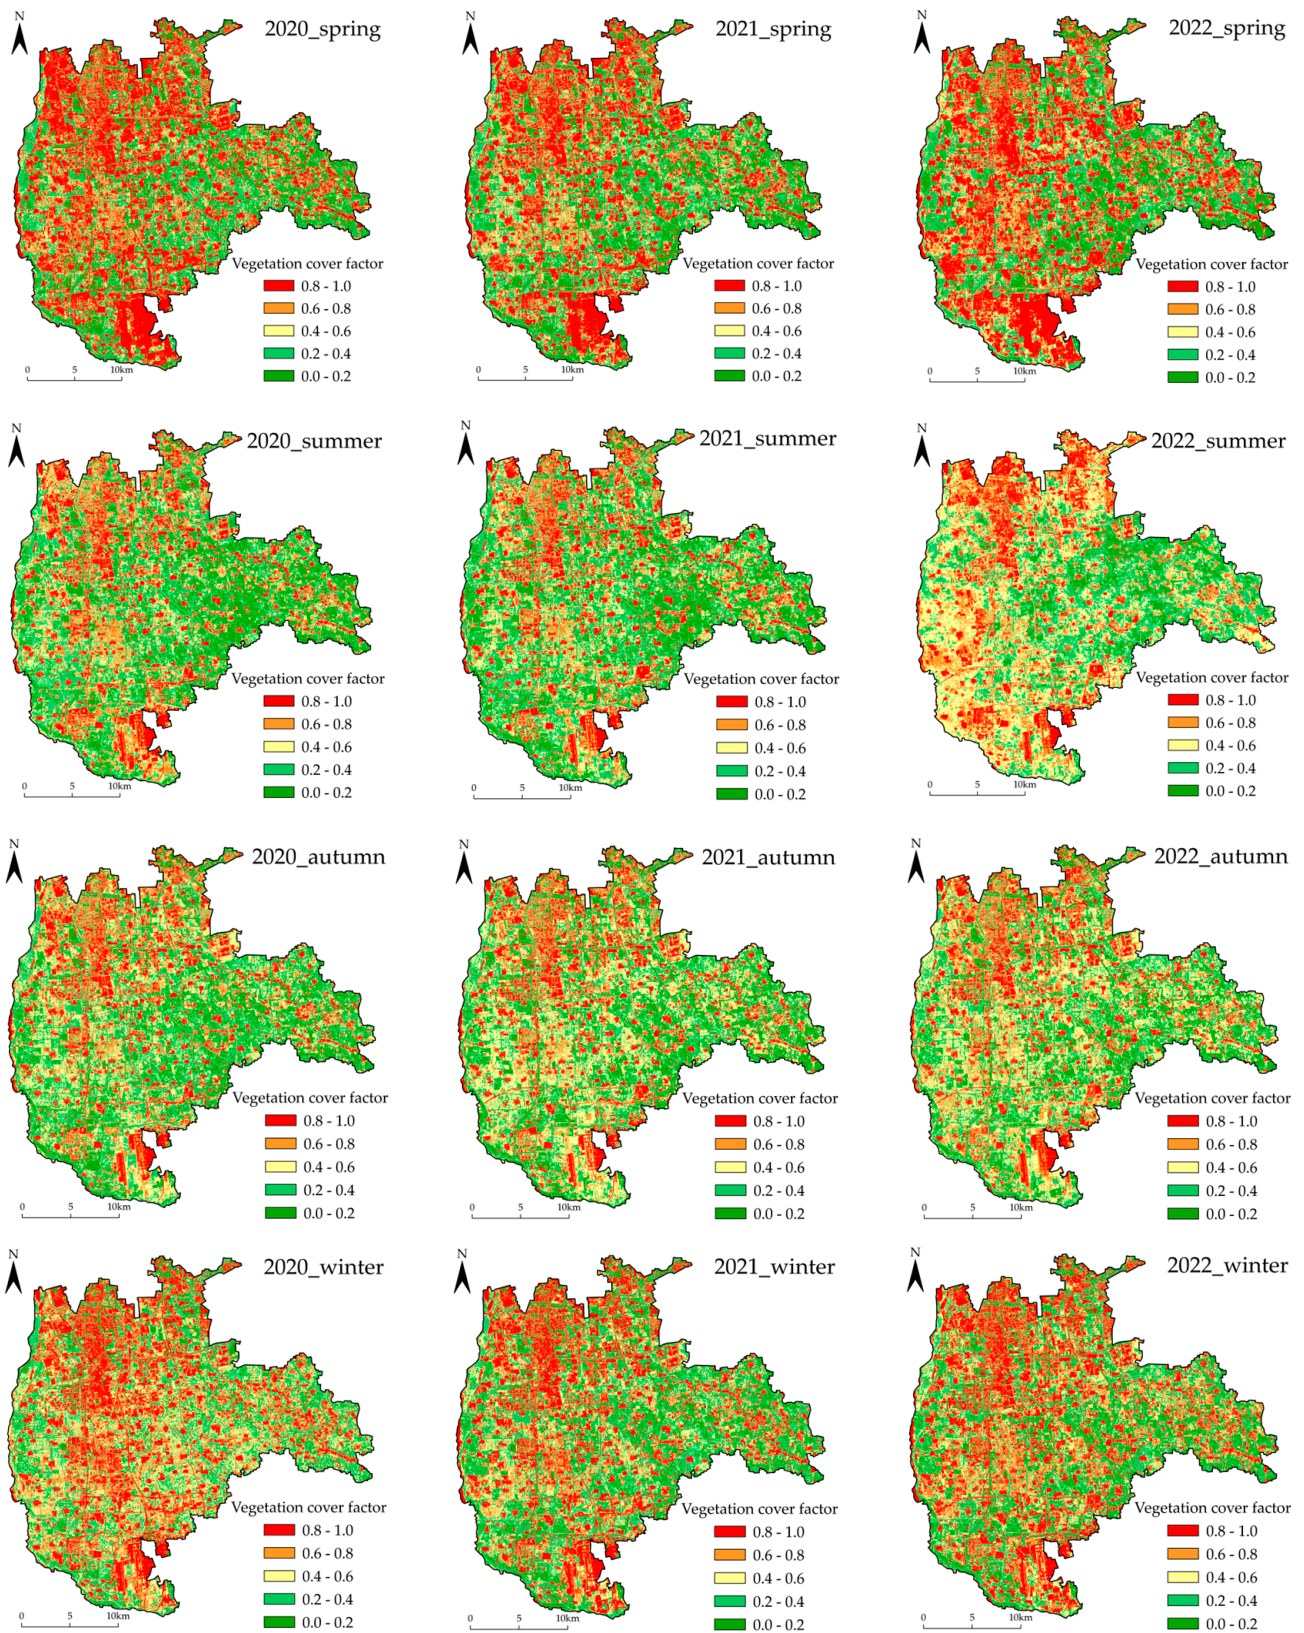 N
2020_spring
Vegetation cover factor
0.8 - 1.0
0.6 - 0.8
0.4 - 0.6
0.2 - 0.4
0.0 - 0.2
0 5 10km
N
2021_spring
Vegetation cover factor
0.8 - 1.0
0.6 - 0.8
0.4 - 0.6
0.2 - 0.4
0.0 - 0.2
0 5 10km
N
2022_spring
Vegetation cover factor
0.8 - 1.0
0.6 - 0.8
0.4 - 0.6
0.2 - 0.4
0.0 - 0.2
0 5 10km
N
2020_summer
Vegetation cover factor
0.8 - 1.0
0.6 - 0.8
0.4 - 0.6
0.2 - 0.4
0.0 - 0.2
0 5 10km
N
2021_summer
Vegetation cover factor
0.8 - 1.0
0.6 - 0.8
0.4 - 0.6
0.2 - 0.4
0.0 - 0.2
0 5 10km
N
2022_summer
Vegetation cover factor
0.8 - 1.0
0.6 - 0.8
0.4 - 0.6
0.2 - 0.4
0.0 - 0.2
0 5 10km
N
2020_autumn
Vegetation cover factor
0.8 - 1.0
0.6 - 0.8
0.4 - 0.6
0.2 - 0.4
0.0 - 0.2
0 5 10km
N
2021_autumn
Vegetation cover factor
0.8 - 1.0
0.6 - 0.8
0.4 - 0.6
0.2 - 0.4
0.0 - 0.2
0 5 10km
N
2022_autumn
Vegetation cover factor
0.8 - 1.0
0.6 - 0.8
0.4 - 0.6
0.2 - 0.4
0.0 - 0.2
0 5 10km
N
2020_winter
Vegetation cover factor
0.8 - 1.0
0.6 - 0.8
0.4 - 0.6
0.2 - 0.4
0.0 - 0.2
0 5 10km
N
2021_winter
Vegetation cover factor
0.8 - 1.0
0.6 - 0.8
0.4 - 0.6
0.2 - 0.4
0.0 - 0.2
0 5 10km
N
2022_winter
Vegetation cover factor
0.8 - 1.0
0.6 - 0.8
0.4 - 0.6
0.2 - 0.4
0.0 - 0.2
0 5 10km